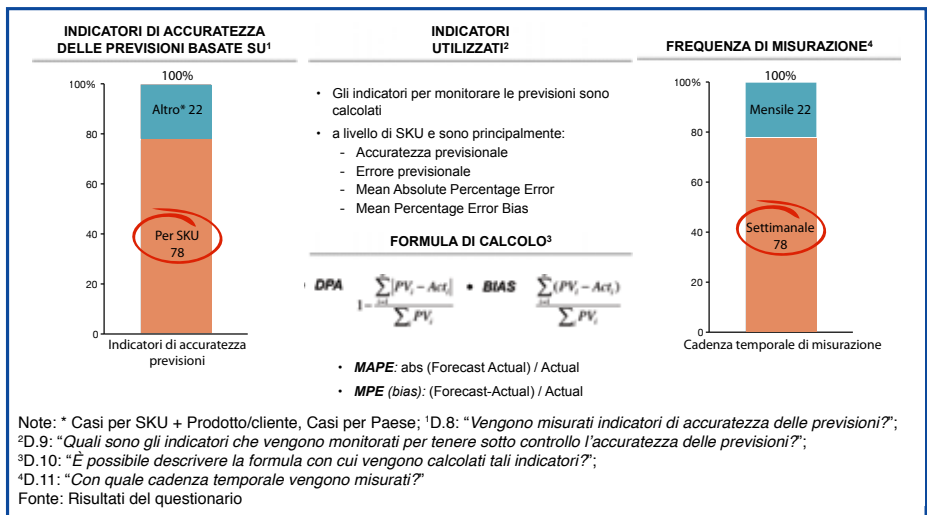 INDICATORI DI ACCURATEZZA
DELLE PREVISIONI BASATE SU¹
100%
100%
80
60
40
20
0
Altro* 22
Per SKU
78
Indicatori di accuratezza
previsioni
INDICATORI
UTILIZZATI²
• Gli indicatori per monitorare le previsioni sono
calcolati
• a livello di SKU e sono principalmente:
- Accuratezza previsionale
- Errore previsionale
- Mean Absolute Percentage Error
- Mean Percentage Error Bias
FORMULA DI CALCOLO³
• DPA 1-∑|PVᵢ – Actᵢ| / ∑ᵢ PVᵢ • BIAS ∑(PVᵢ – Actᵢ) / ∑ᵢ PVᵢ
• MAPE: abs (Forecast Actual) / Actual
• MPE (bias): (Forecast-Actual) / Actual
FREQUENZA DI MISURAZIONE⁴
100%
100%
80
60
40
20
0
Mensile 22
Settimanale
78
Cadenza temporale di misurazione
Note: * Casi per SKU + Prodotto/cliente, Casi per Paese; ¹D.8: “Vengono misurati indicatori di accuratezza delle previsioni?”;
²D.9: “Quali sono gli indicatori che vengono monitorati per tenere sotto controllo l’accuratezza delle previsioni?”;
³D.10: “È possibile descrivere la formula con cui vengono calcolati tali indicatori?”;
⁴D.11: “Con quale cadenza temporale vengono misurati?”
Fonte: Risultati del questionario